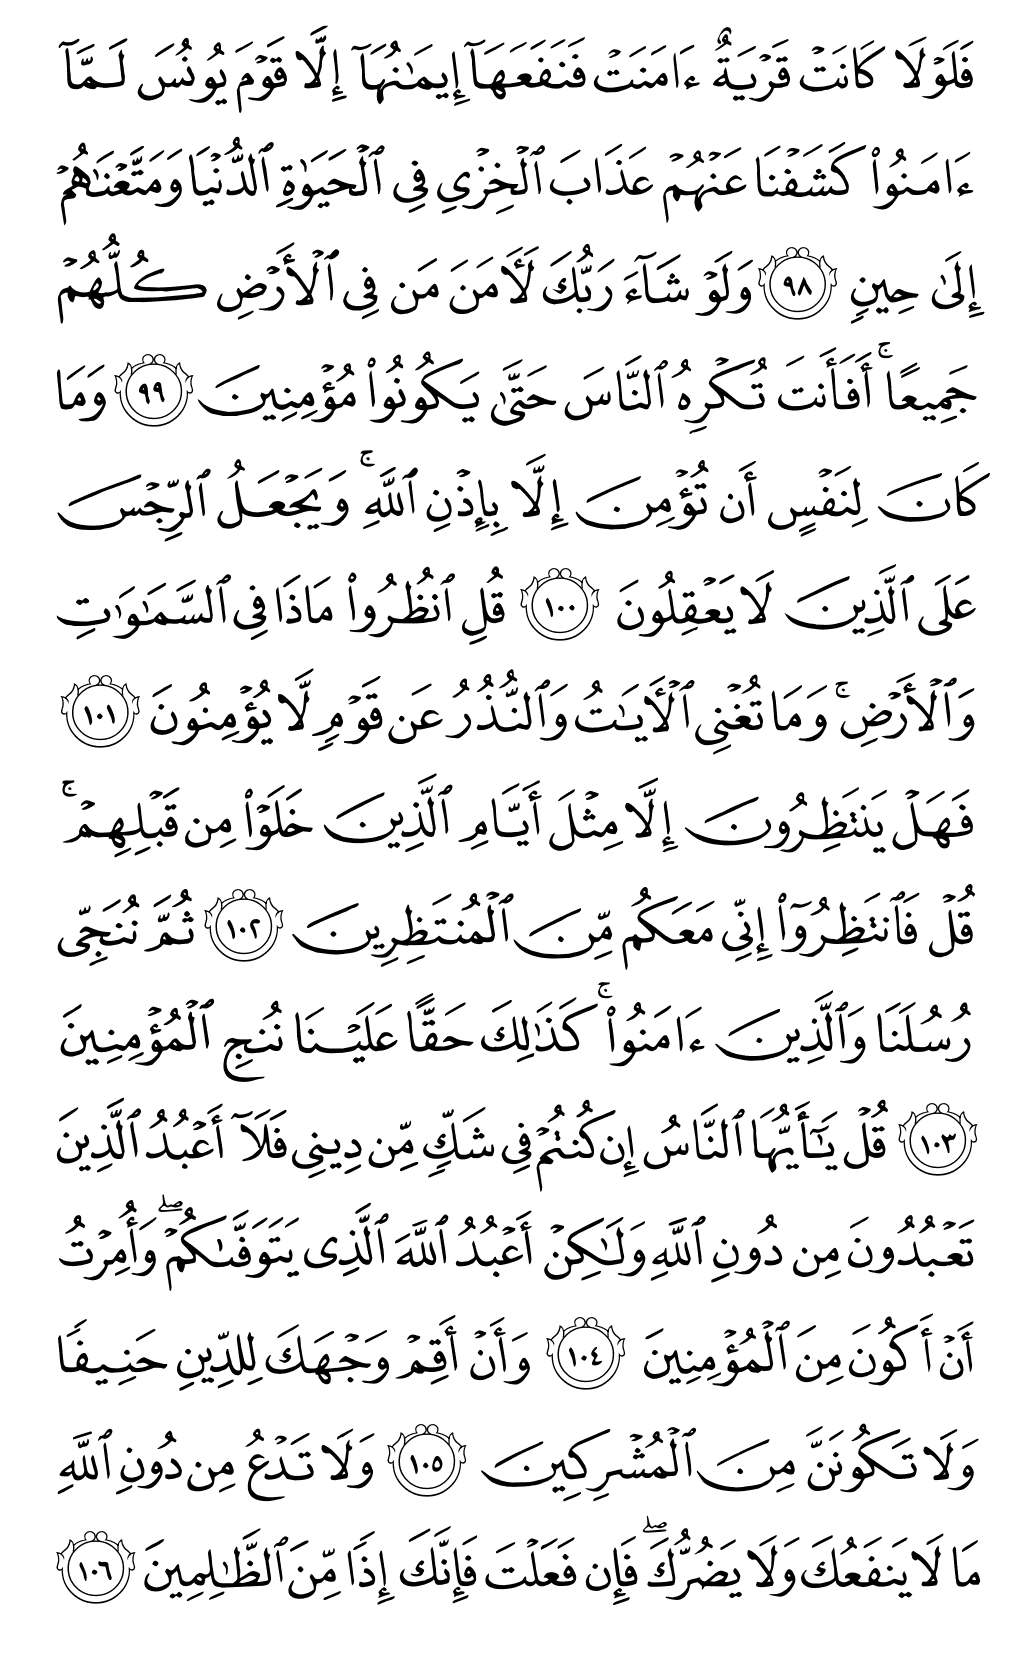 فَلَوۡلَا كَانَتۡ قَرۡيَةٌ ءَامَنَتۡ فَنَفَعَهَآ إِيمَٰنُهَآ إِلَّا قَوۡمَ يُونُسَ لَمَّآ
ءَامَنُواْ كَشَفۡنَا عَنۡهُمۡ عَذَابَ ٱلۡخِزۡيِ فِي ٱلۡحَيَوٰةِ ٱلدُّنۡيَا وَمَتَّعۡنَٰهُمۡ
إِلَىٰ حِينٖ ٩٨ وَلَوۡ شَآءَ رَبُّكَ لَأٓمَنَ مَن فِي ٱلۡأَرۡضِ كُلُّهُمۡ
جَمِيعًاۚ أَفَأَنتَ تُكۡرِهُ ٱلنَّاسَ حَتَّىٰ يَكُونُواْ مُؤۡمِنِينَ ٩٩ وَمَا
كَانَ لِنَفۡسٍ أَن تُؤۡمِنَ إِلَّا بِإِذۡنِ ٱللَّهِۚ وَيَجۡعَلُ ٱلرِّجۡسَ
عَلَى ٱلَّذِينَ لَا يَعۡقِلُونَ ١٠٠ قُلِ ٱنظُرُواْ مَاذَا فِي ٱلسَّمَٰوَٰتِ
وَٱلۡأَرۡضِۚ وَمَا تُغۡنِي ٱلۡأٓيَٰتُ وَٱلنُّذُرُ عَن قَوۡمٖ لَّا يُؤۡمِنُونَ ١٠١
فَهَلۡ يَنتَظِرُونَ إِلَّا مِثۡلَ أَيَّامِ ٱلَّذِينَ خَلَوۡاْ مِن قَبۡلِهِمۡۚ
قُلۡ فَٱنتَظِرُوٓاْ إِنِّي مَعَكُم مِّنَ ٱلۡمُنتَظِرِينَ ١٠٢ ثُمَّ نُنَجِّي
رُسُلَنَا وَٱلَّذِينَ ءَامَنُواْۚ كَذَٰلِكَ حَقًّا عَلَيۡنَا نُنجِ ٱلۡمُؤۡمِنِينَ
١٠٣ قُلۡ يَٰٓأَيُّهَا ٱلنَّاسُ إِن كُنتُمۡ فِي شَكّٖ مِّن دِينِي فَلَآ أَعۡبُدُ ٱلَّذِينَ
تَعۡبُدُونَ مِن دُونِ ٱللَّهِ وَلَٰكِنۡ أَعۡبُدُ ٱللَّهَ ٱلَّذِي يَتَوَفَّىٰكُمۡۖ وَأُمِرۡتُ
أَنۡ أَكُونَ مِنَ ٱلۡمُؤۡمِنِينَ ١٠٤ وَأَنۡ أَقِمۡ وَجۡهَكَ لِلدِّينِ حَنِيفٗا
وَلَا تَكُونَنَّ مِنَ ٱلۡمُشۡرِكِينَ ١٠٥ وَلَا تَدۡعُ مِن دُونِ ٱللَّهِ
مَا لَا يَنفَعُكَ وَلَا يَضُرُّكَۖ فَإِن فَعَلۡتَ فَإِنَّكَ إِذٗا مِّنَ ٱلظَّٰلِمِينَ ١٠٦